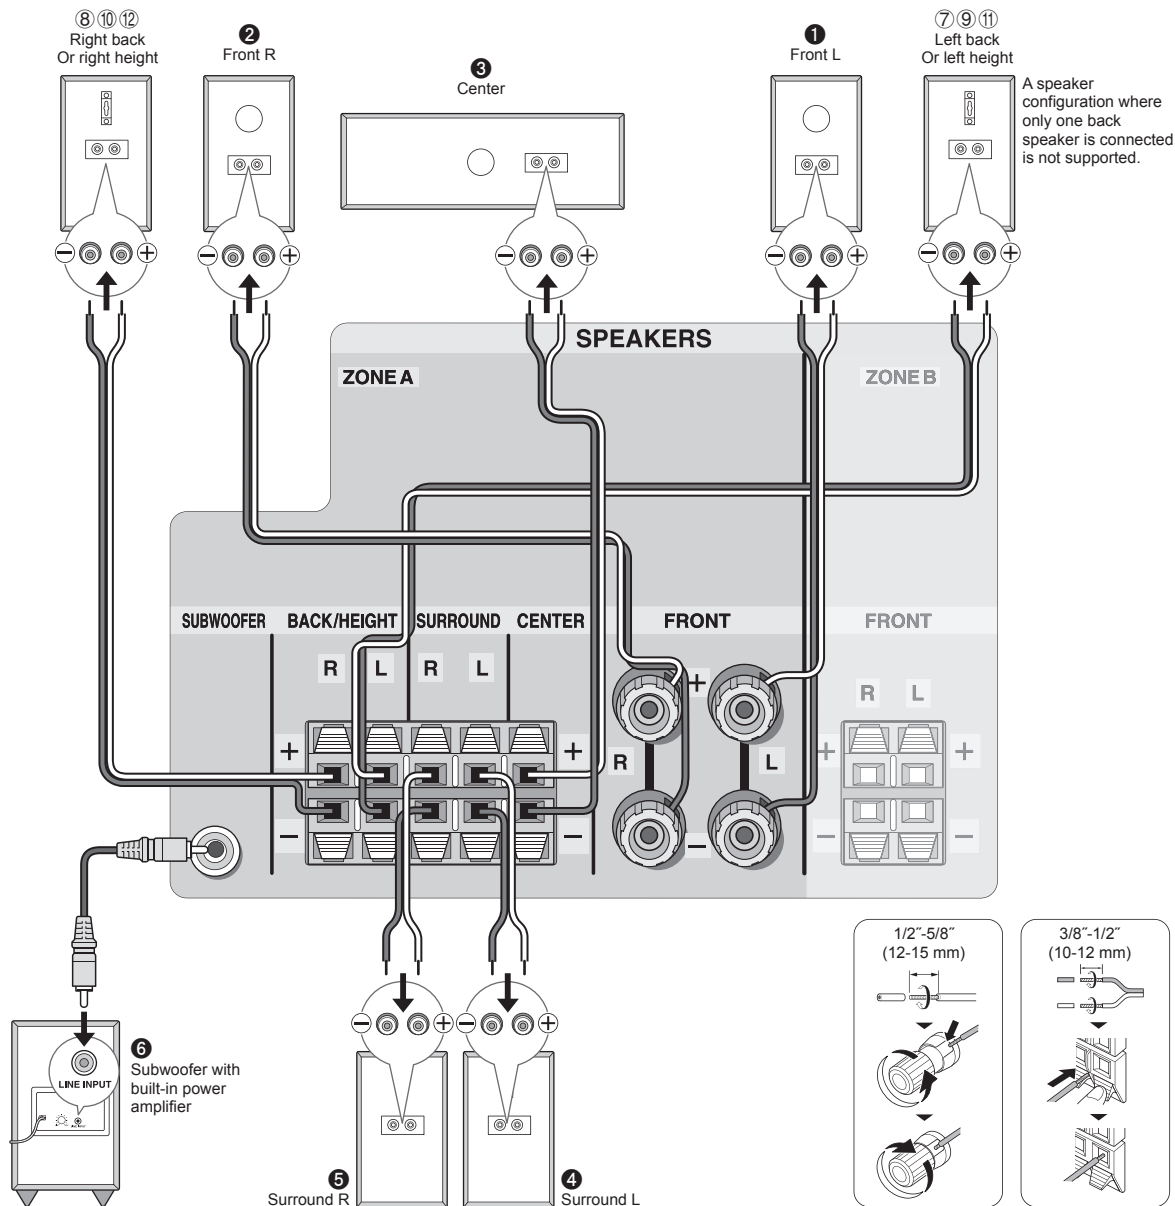 ⑧⑩⑫
Right back
Or right height
❷
Front R
❸
Center
❶
Front L
⑦⑨⑪
Left back
Or left height
A speaker
configuration where
only one back
speaker is connected
is not supported.
− +
− +
− +
− +
− +
SPEAKERS
ZONE A
ZONE B
SUBWOOFER
BACK/HEIGHT
SURROUND
CENTER
FRONT
FRONT
R L R L
R L
+ +
− −
+
R L
−
+ +
− −
1/2˝-5/8˝
(12-15 mm)
3/8˝-1/2˝
(10-12 mm)
− +
− +
LINE INPUT
❻
Subwoofer with
built-in power
amplifier
❺
Surround R
❹
Surround L